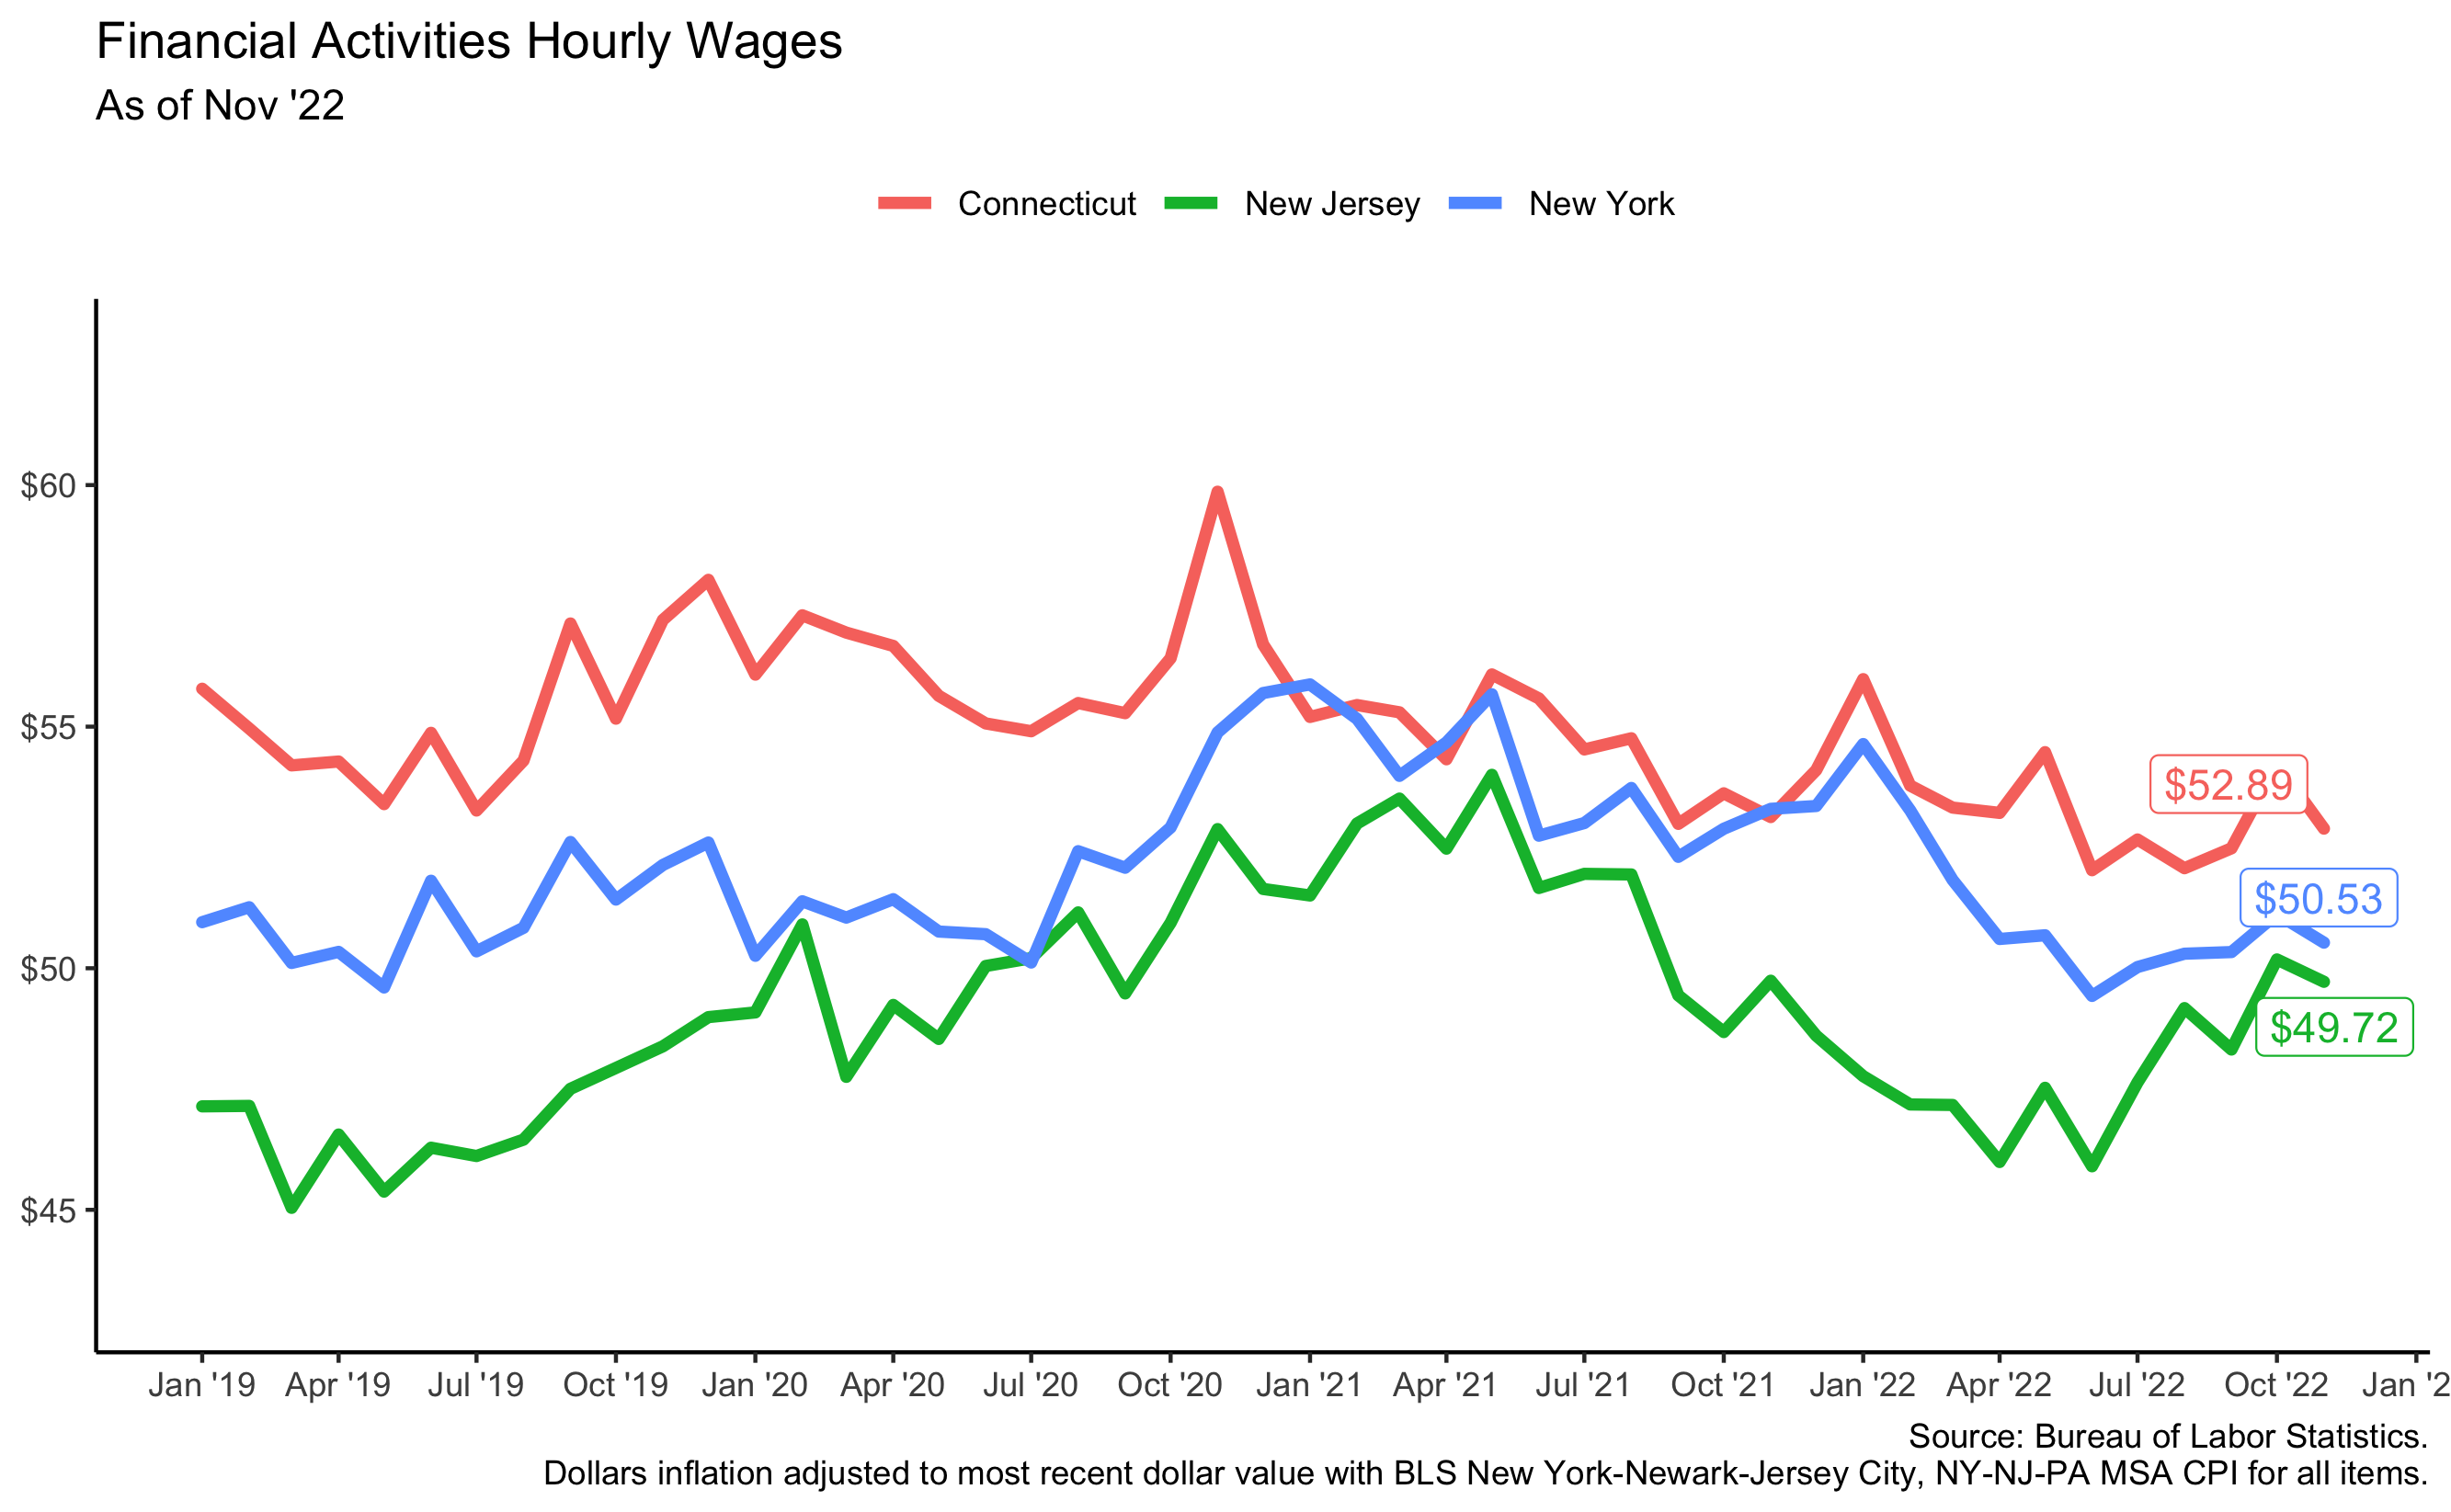 Financial Activities Hourly Wages
As of Nov '22
Connecticut New Jersey New York
$60
$55
$50
$45
$52.89
$50.53
$49.72
Jan '19 Apr '19 Jul '19 Oct '19 Jan '20 Apr '20 Jul '20 Oct '20 Jan '21 Apr '21 Jul '21 Oct '21 Jan '22 Apr '22 Jul '22 Oct '22 Jan '2
Source: Bureau of Labor Statistics.
Dollars inflation adjusted to most recent dollar value with BLS New York-Newark-Jersey City, NY-NJ-PA MSA CPI for all items.